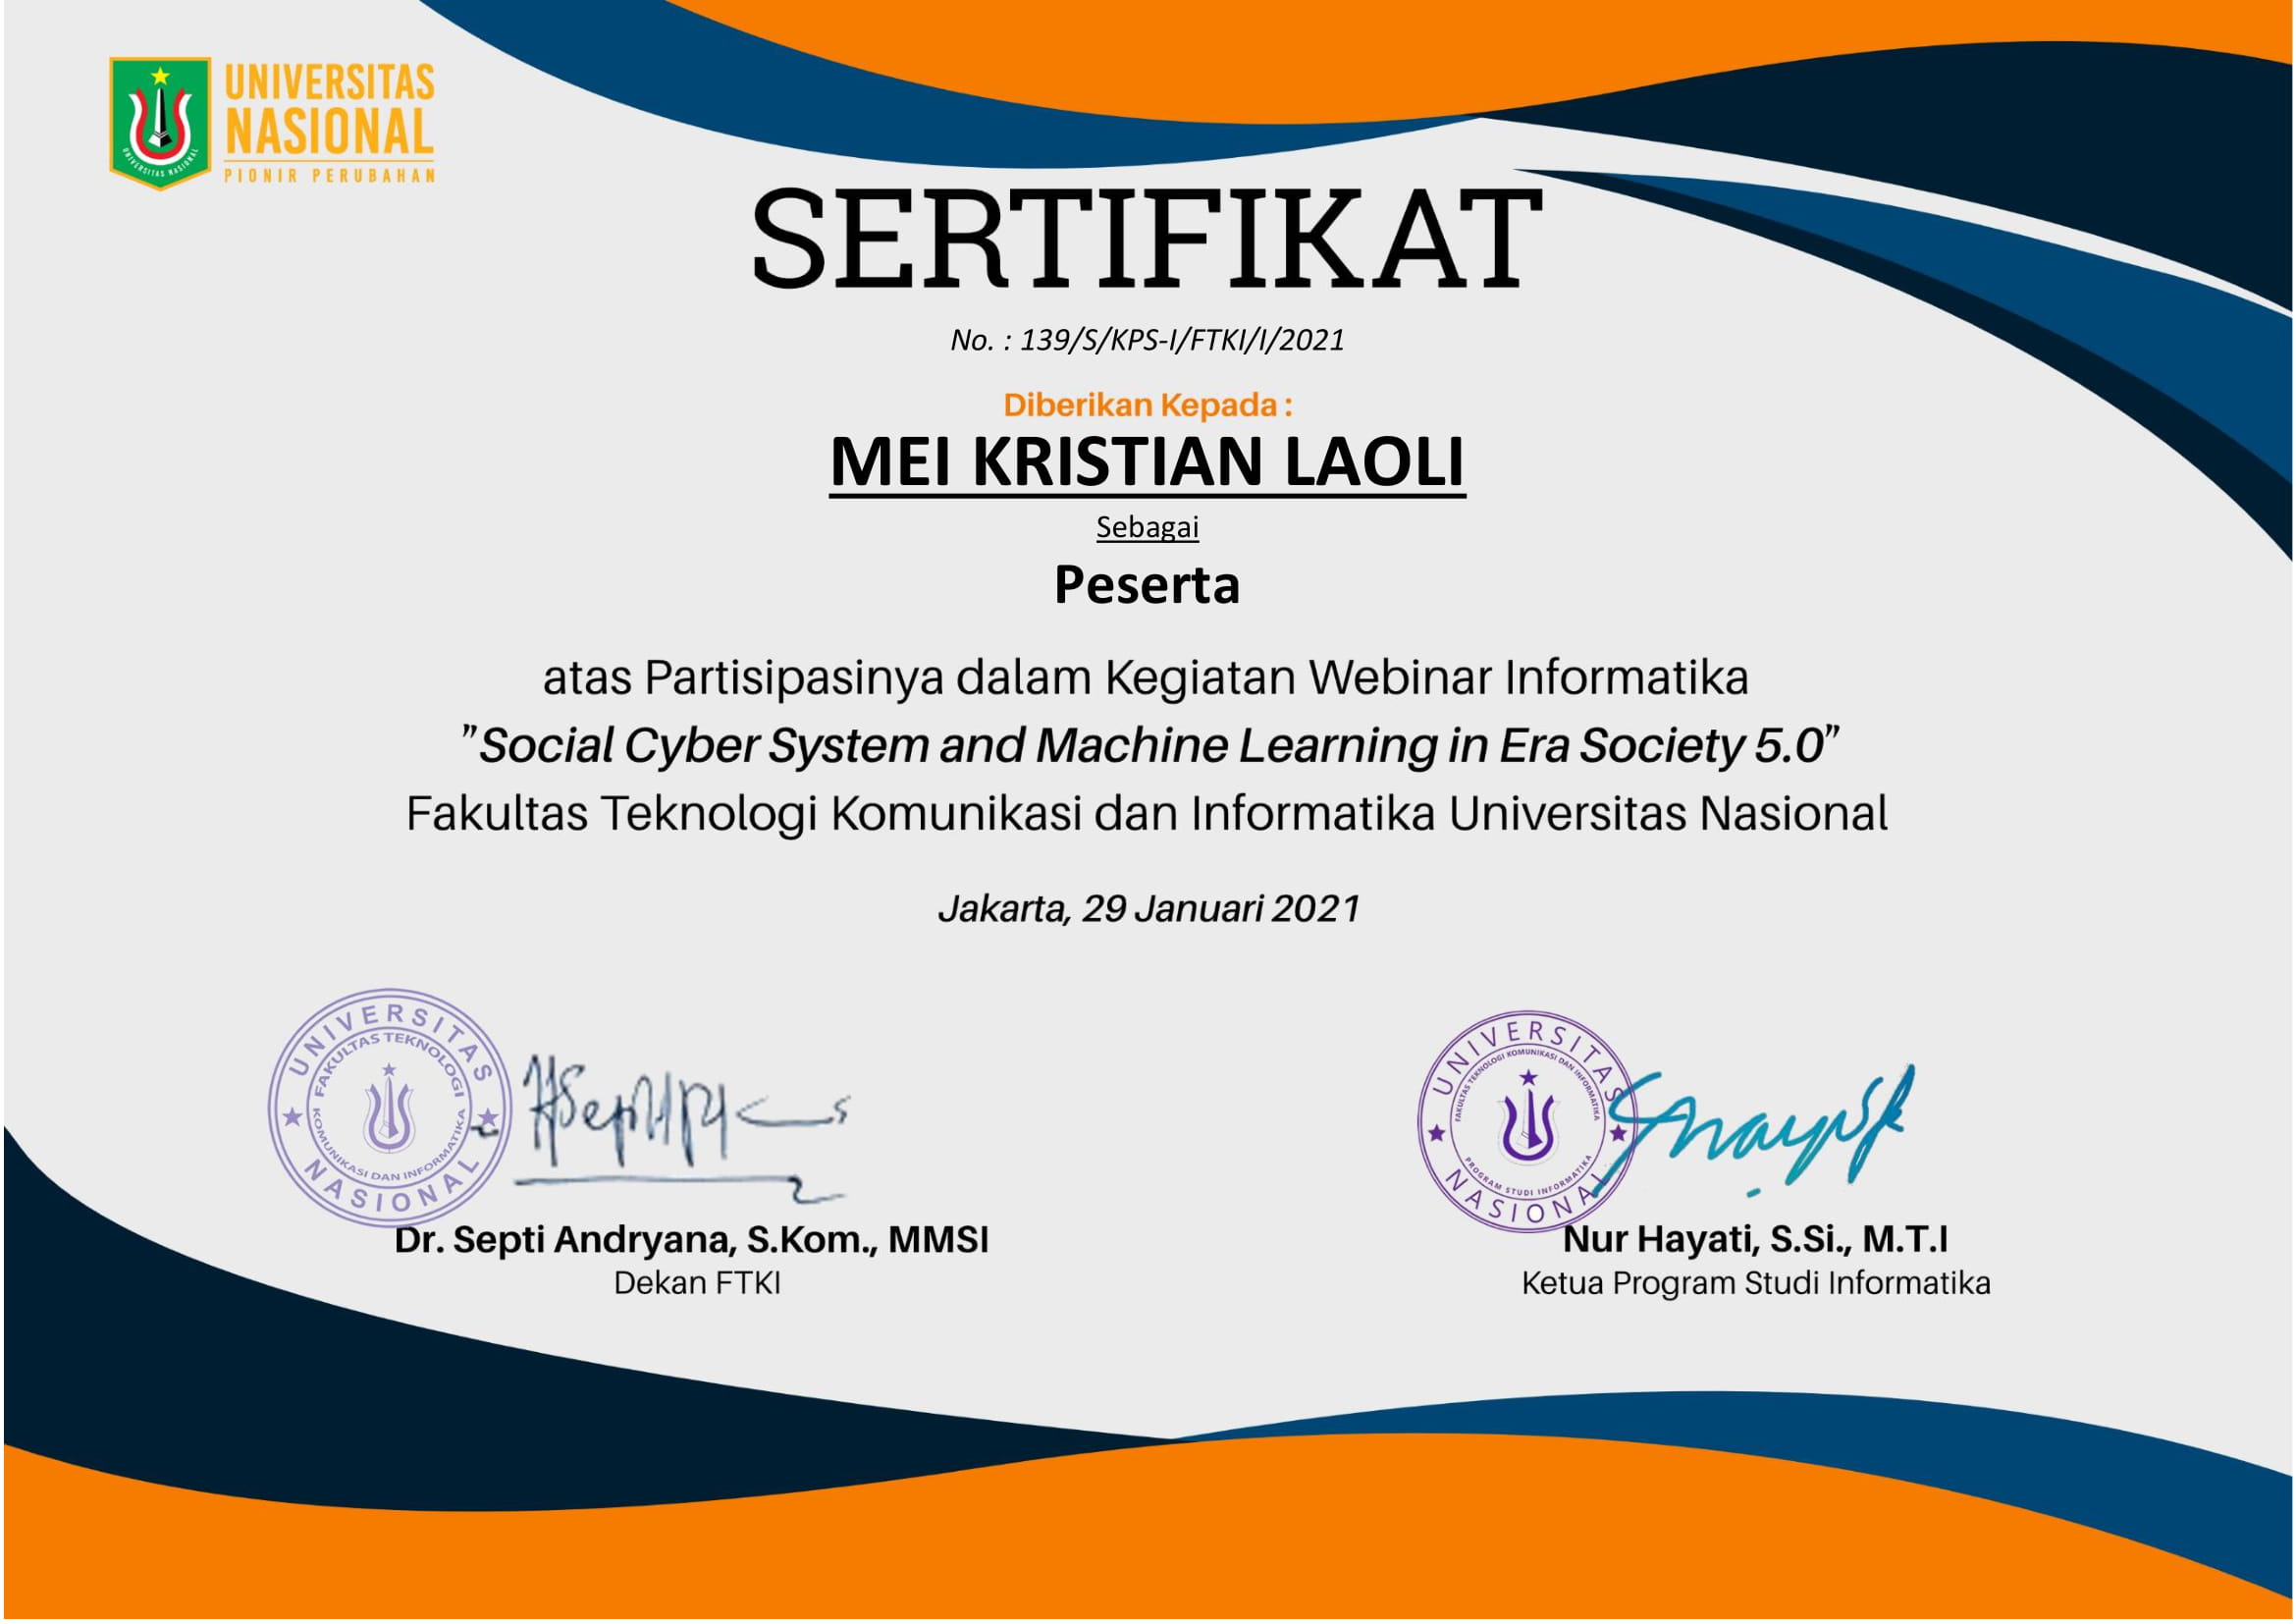 UNIVERSITAS
NASIONAL
PIONIR PERUBAHAN
UNIVERSITAS NASIONAL
SERTIFIKAT
No. : 139/S/KPS-I/FTKI/I/2021
Diberikan Kepada :
MEI KRISTIAN LAOLI
Sebagai
Peserta
atas Partisipasinya dalam Kegiatan Webinar Informatika
"Social Cyber System and Machine Learning in Era Society 5.0”
Fakultas Teknologi Komunikasi dan Informatika Universitas Nasional
Jakarta, 29 Januari 2021
UNIVERSITAS
FAKULTAS TEKNOLOGI
KOMUNIKASI DAN INFORMATIKA
NASIONAL
Dr. Septi Andryana, S.Kom., MMSI
Dekan FTKI
UNIVERSITAS
FAKULTAS TEKNOLOGI KOMUNIKASI DAN INFORMATIKA
PROGRAM STUDI INFORMATIKA
NASIONAL
Nur Hayati, S.Si., M.T.I
Ketua Program Studi Informatika